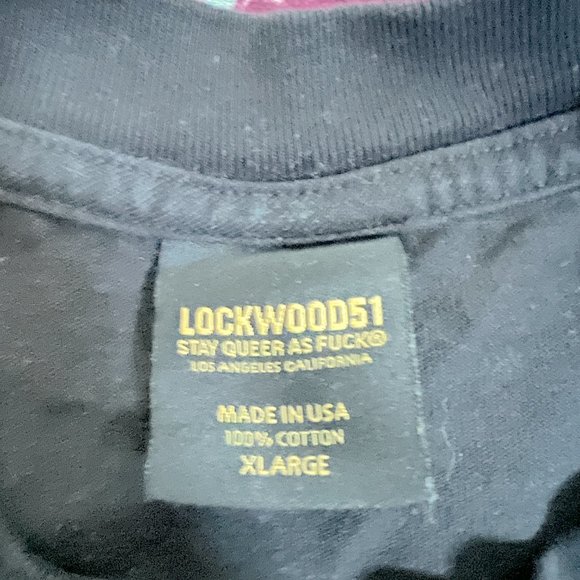 LOCKWOOD51
STAY QUEER AS FUCK®
LOS ANGELES CALIFORNIA
MADE IN USA
100% COTTON
XLARGE